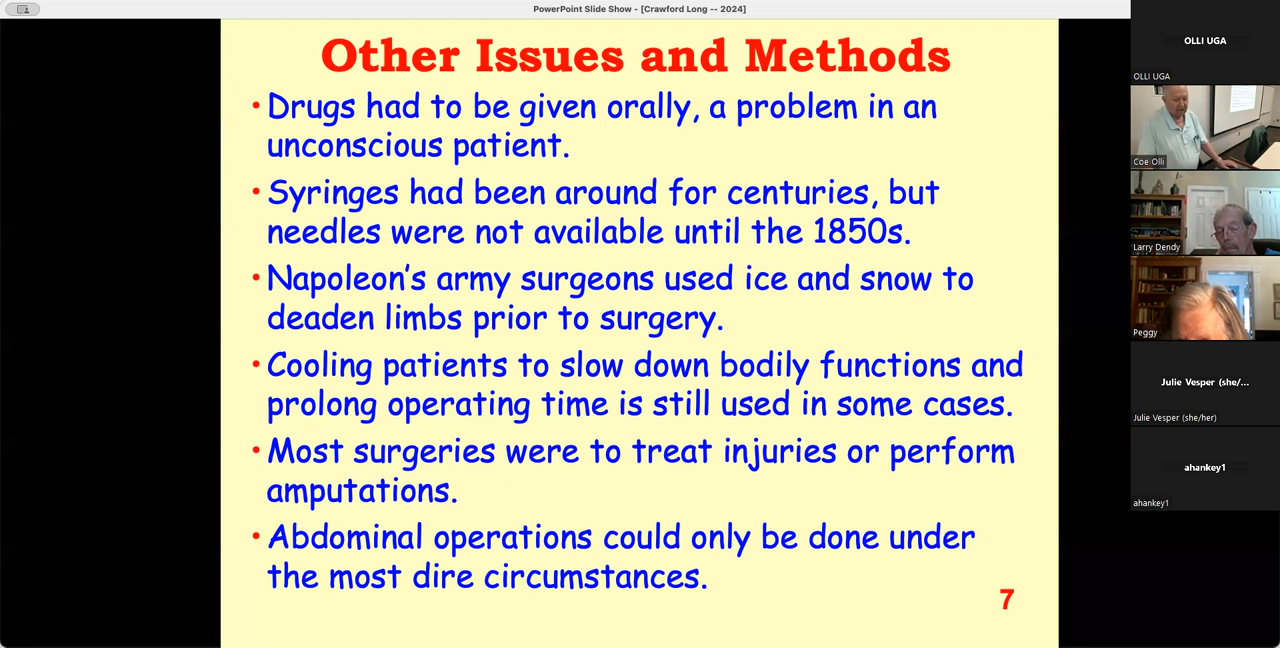 PowerPoint Slide Show - [Crawford Long -- 2024]
Other Issues and Methods
• Drugs had to be given orally, a problem in an
unconscious patient.
• Syringes had been around for centuries, but
needles were not available until the 1850s.
• Napoleon's army surgeons used ice and snow to
deaden limbs prior to surgery.
• Cooling patients to slow down bodily functions and
prolong operating time is still used in some cases.
• Most surgeries were to treat injuries or perform
amputations.
• Abdominal operations could only be done under
the most dire circumstances.
7
OLLI UGA
OLLI UGA
Coe Olli
Larry Dendy
Peggy
Julie Vesper (she/...
Julie Vesper (she/her)
ahankey1
ahankey1